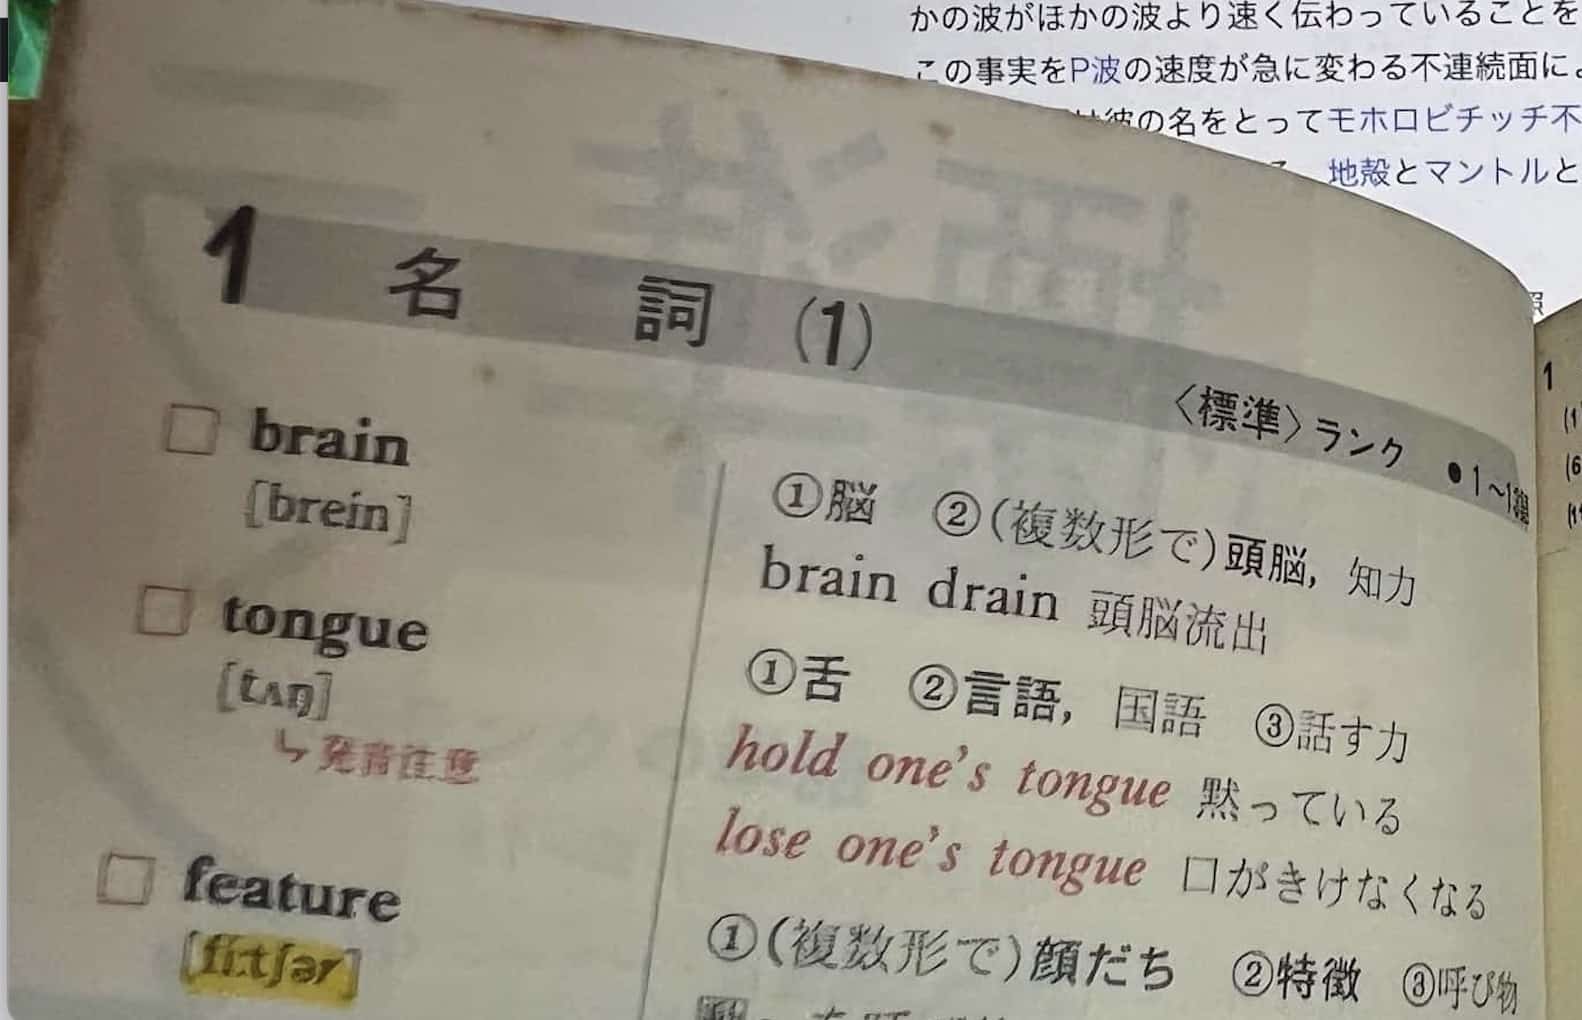 かの波がほかの波より速く伝わっていることを
この事実をP波の速度が急に変わる不連続面に
彼の名をとってモホロビチッチ不
地殻とマントルと
1 名 詞 (1)
〈標準〉ランク ●1～13
□ brain
[brein]
①脳 ②(複数形で)頭脳, 知力
brain drain 頭脳流出
□ tongue
[tʌŋ]
↳発音注意
①舌 ②言語, 国語 ③話す力
hold one's tongue 黙っている
lose one's tongue 口がきけなくなる
□ feature
[fíːtʃər]
①(複数形で)顔だち ②特徴 ③呼び物
1
(1
(6